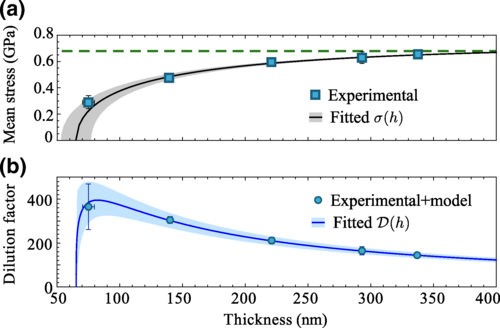 (a)
Mean stress (GPa)
0.8
0.6
0.4
0.2
0
Experimental
Fitted σ(h)
(b)
Dilution factor
400
200
0
Experimental+model
Fitted 𝒟(h)
50 100 150 200 250 300 350 400
Thickness (nm)